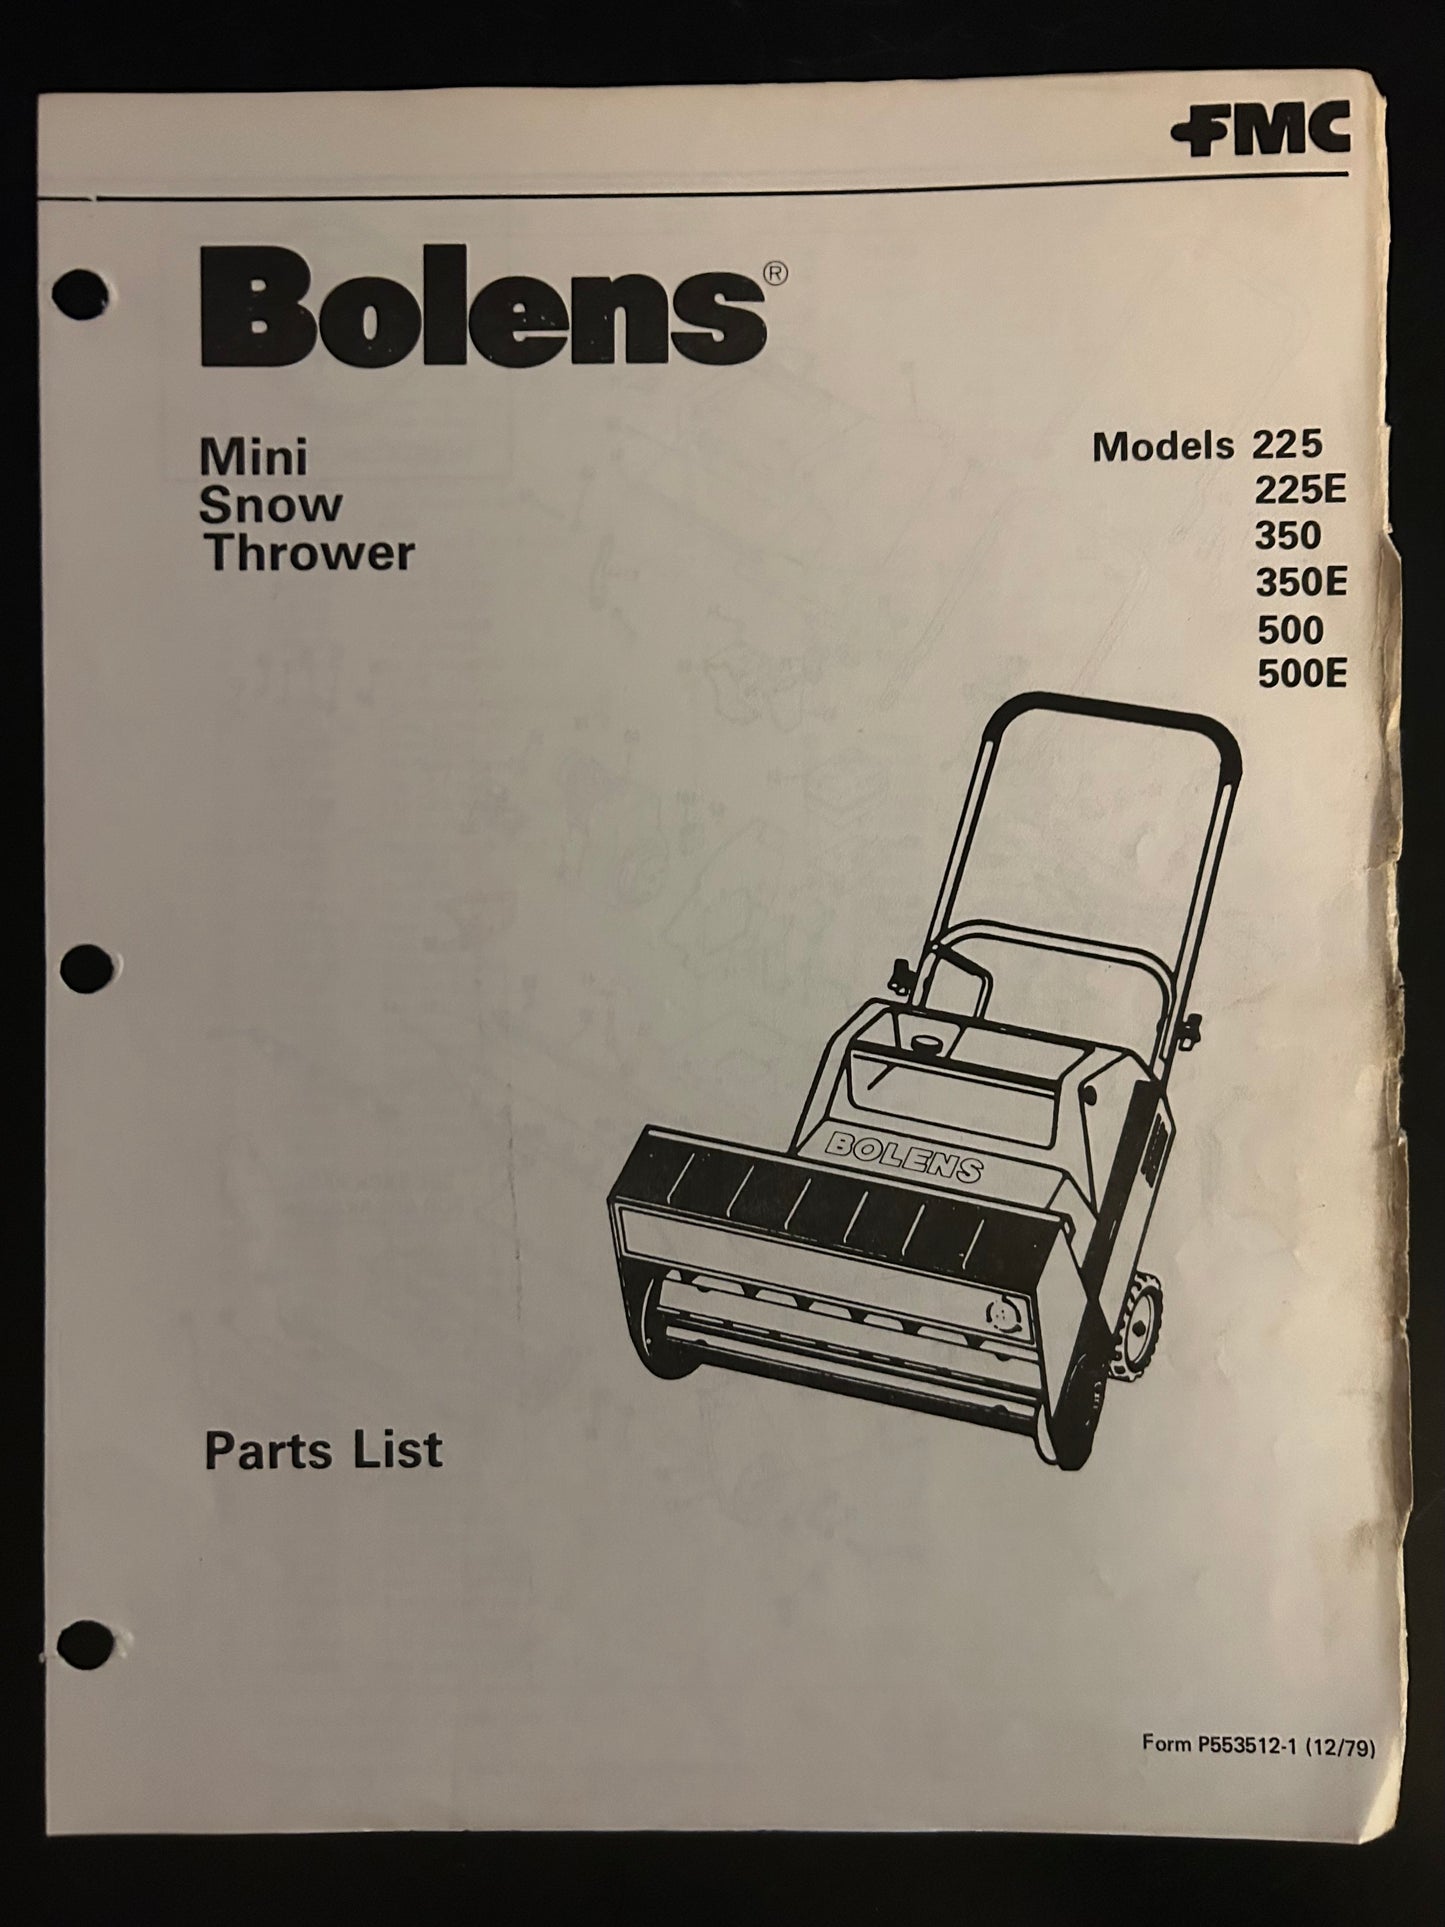 FMC
Bolens®
Mini
Snow
Thrower
Models 225
225E
350
350E
500
500E
BOLENS
Parts List
Form P553512-1 (12/79)